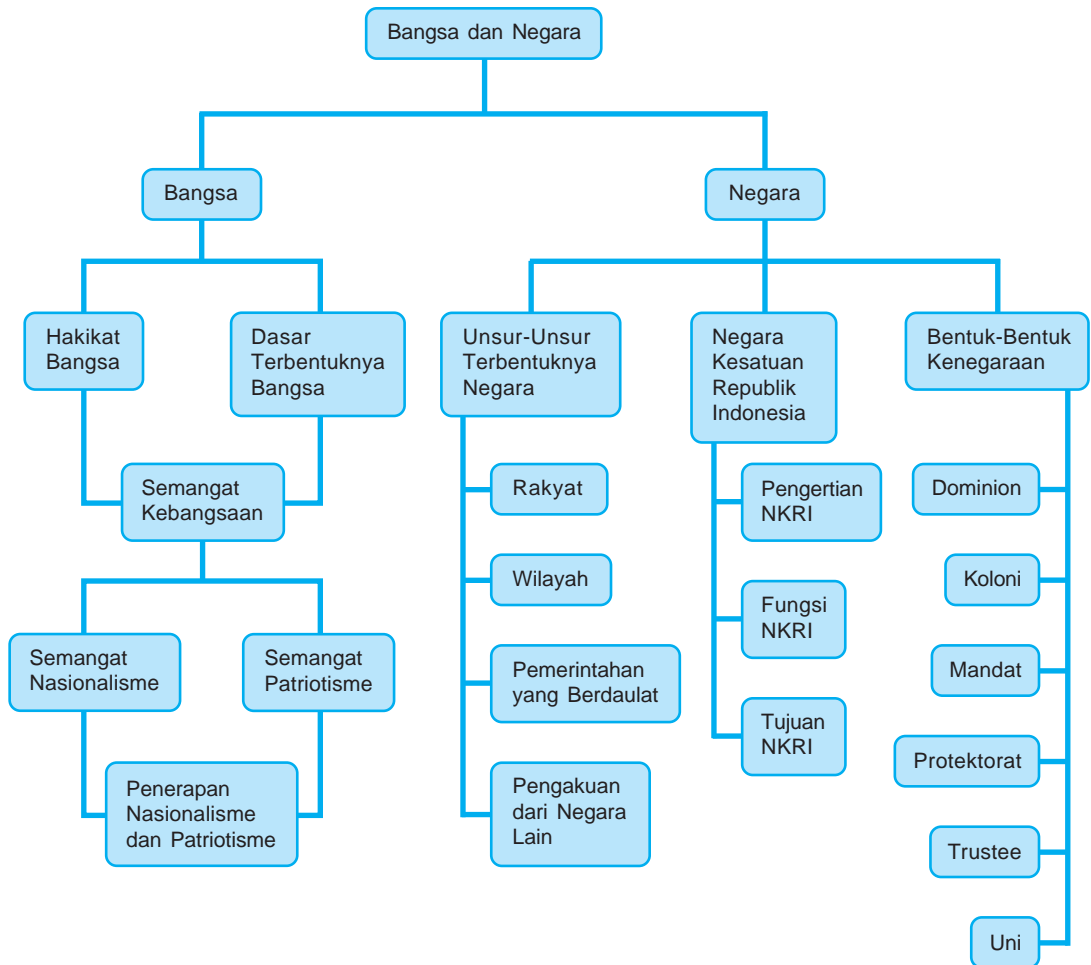 Bangsa dan Negara
Bangsa
Negara
Hakikat
Bangsa
Dasar
Terbentuknya
Bangsa
Unsur-Unsur
Terbentuknya
Negara
Negara
Kesatuan
Republik
Indonesia
Bentuk-Bentuk
Kenegaraan
Semangat
Kebangsaan
Rakyat
Pengertian
NKRI
Dominion
Wilayah
Fungsi
NKRI
Koloni
Semangat
Nasionalisme
Semangat
Patriotisme
Pemerintahan
yang Berdaulat
Mandat
Tujuan
NKRI
Protektorat
Penerapan
Nasionalisme
dan Patriotisme
Pengakuan
dari Negara
Lain
Trustee
Uni